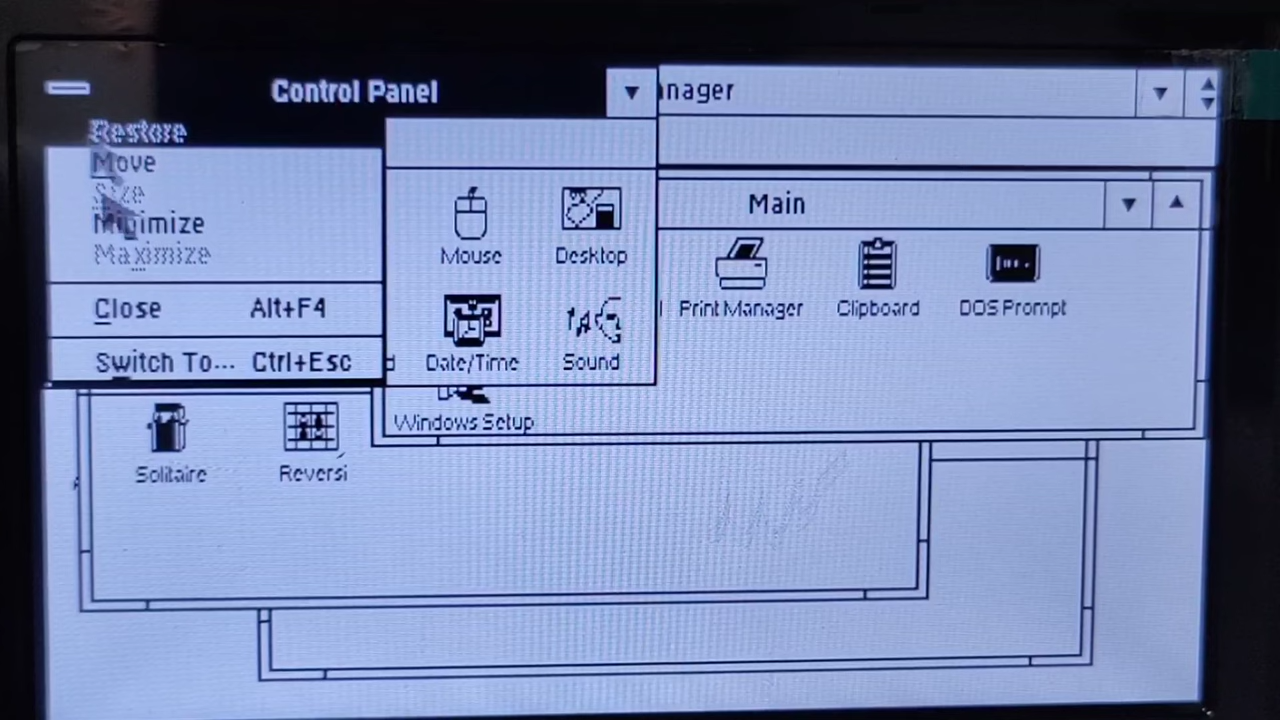 Control Panel
nager
Restore
Move
Size
Minimize
Maximize
Close Alt+F4
Switch To... Ctrl+Esc
Mouse Desktop
Date/Time Sound
Main
Print Manager Clipboard DOS Prompt
Windows Setup
Solitaire Reversi